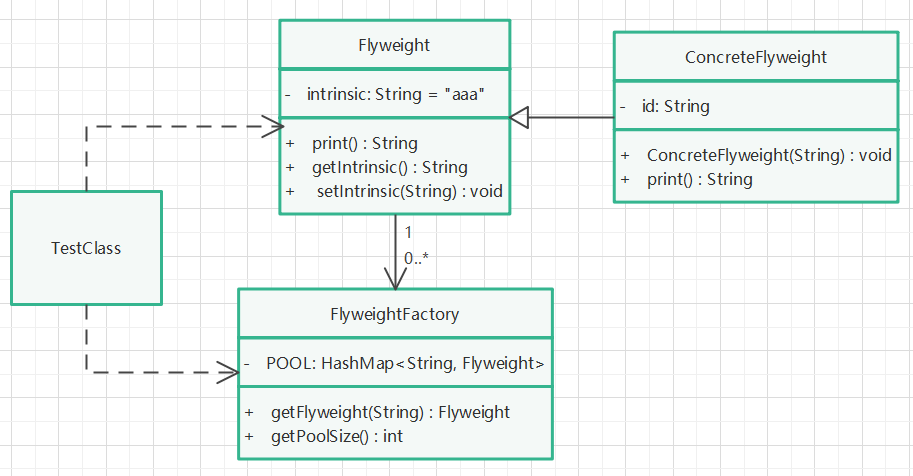 Flyweight
- intrinsic: String = "aaa"
+ print() : String
+ getIntrinsic() : String
+ setIntrinsic(String) : void
ConcreteFlyweight
- id: String
+ ConcreteFlyweight(String) : void
+ print() : String
TestClass
1
0..*
FlyweightFactory
- POOL: HashMap<String, Flyweight>
+ getFlyweight(String) : Flyweight
+ getPoolSize() : int